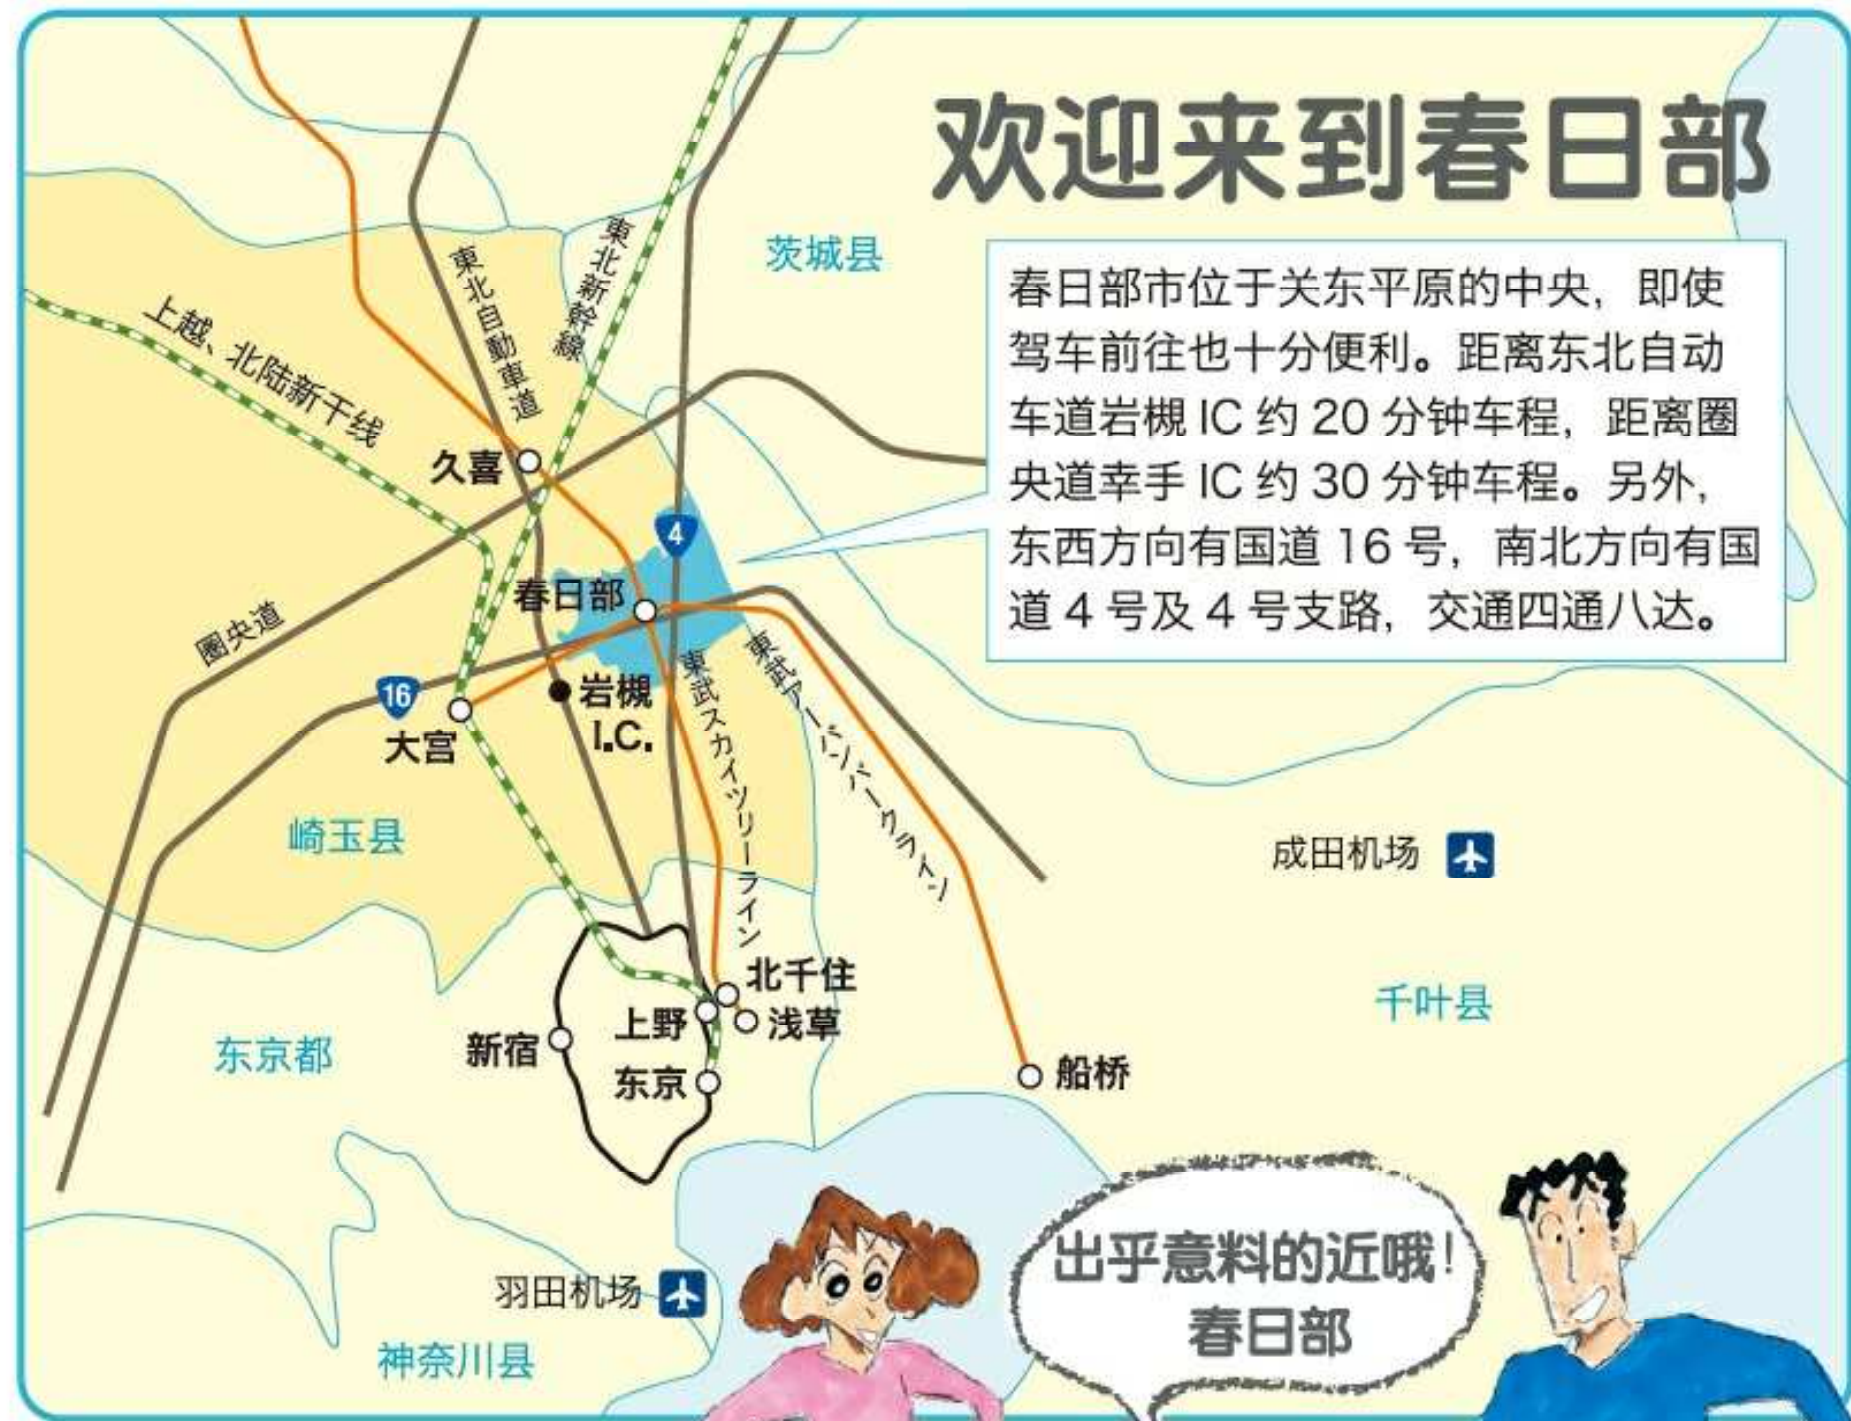 欢迎来到春日部
春日部市位于关东平原的中央，即使
驾车前往也十分便利。距离东北自动
车道岩槻 IC 约 20 分钟车程，距离圈
央道幸手 IC 约 30 分钟车程。另外，
东西方向有国道 16 号，南北方向有国
道 4 号及 4 号支路，交通四通八达。
茨城县
東北新幹線
東北自動車道
上越、北陆新干线
久喜
4
春日部
圈央道
16
岩槻
I.C.
大宫
東武スカイツリーライン
東武アーバンパークライン
崎玉县
成田机场
北千住
上野
浅草
新宿
东京
东京都
千叶县
船桥
羽田机场
神奈川县
出乎意料的近哦！
春日部